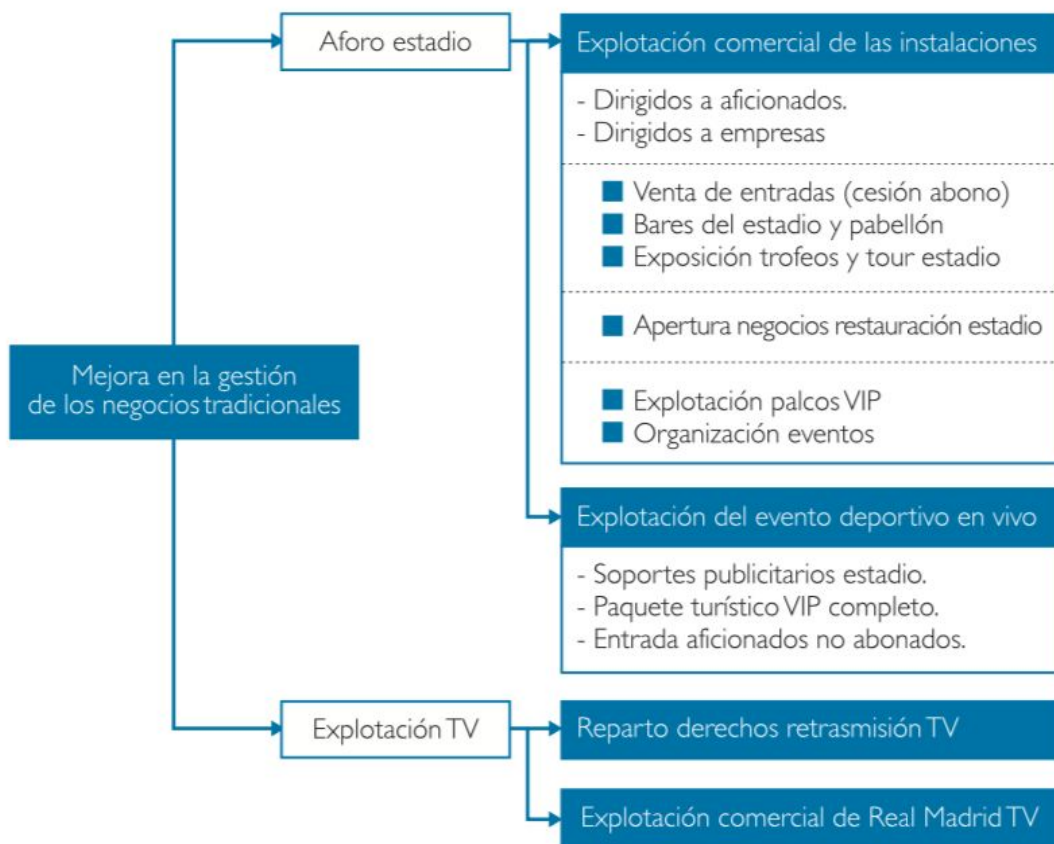 Aforo estadio
Explotación comercial de las instalaciones
- Dirigidos a aficionados.
- Dirigidos a empresas
Venta de entradas (cesión abono)
Bares del estadio y pabellón
Exposición trofeos y tour estadio
Apertura negocios restauración estadio
Explotación palcos VIP
Organización eventos
Mejora en la gestión
de los negocios tradicionales
Explotación del evento deportivo en vivo
- Soportes publicitarios estadio.
- Paquete turístico VIP completo.
- Entrada aficionados no abonados.
Explotación TV
Reparto derechos retrasmisión TV
Explotación comercial de Real Madrid TV